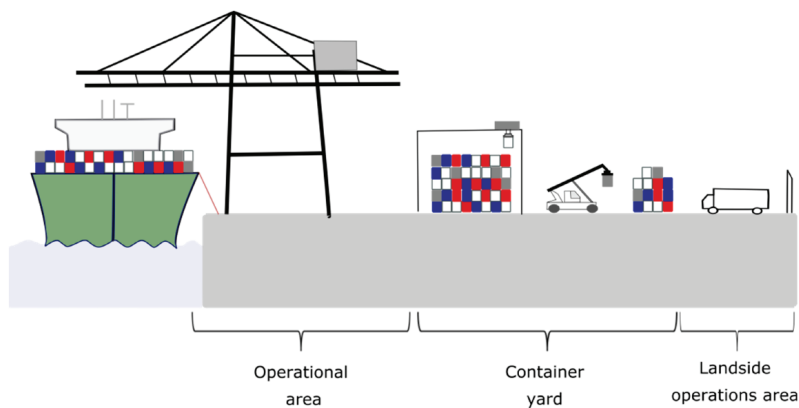 Operational
area
Container
yard
Landside
operations area